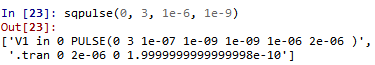 In [23]: sqpulse(0, 3, 1e-6, 1e-9)
Out[23]:
['V1 in 0 PULSE(0 3 1e-07 1e-09 1e-09 1e-06 2e-06 )',
 '.tran 0 2e-06 0 1.9999999999999998e-10']